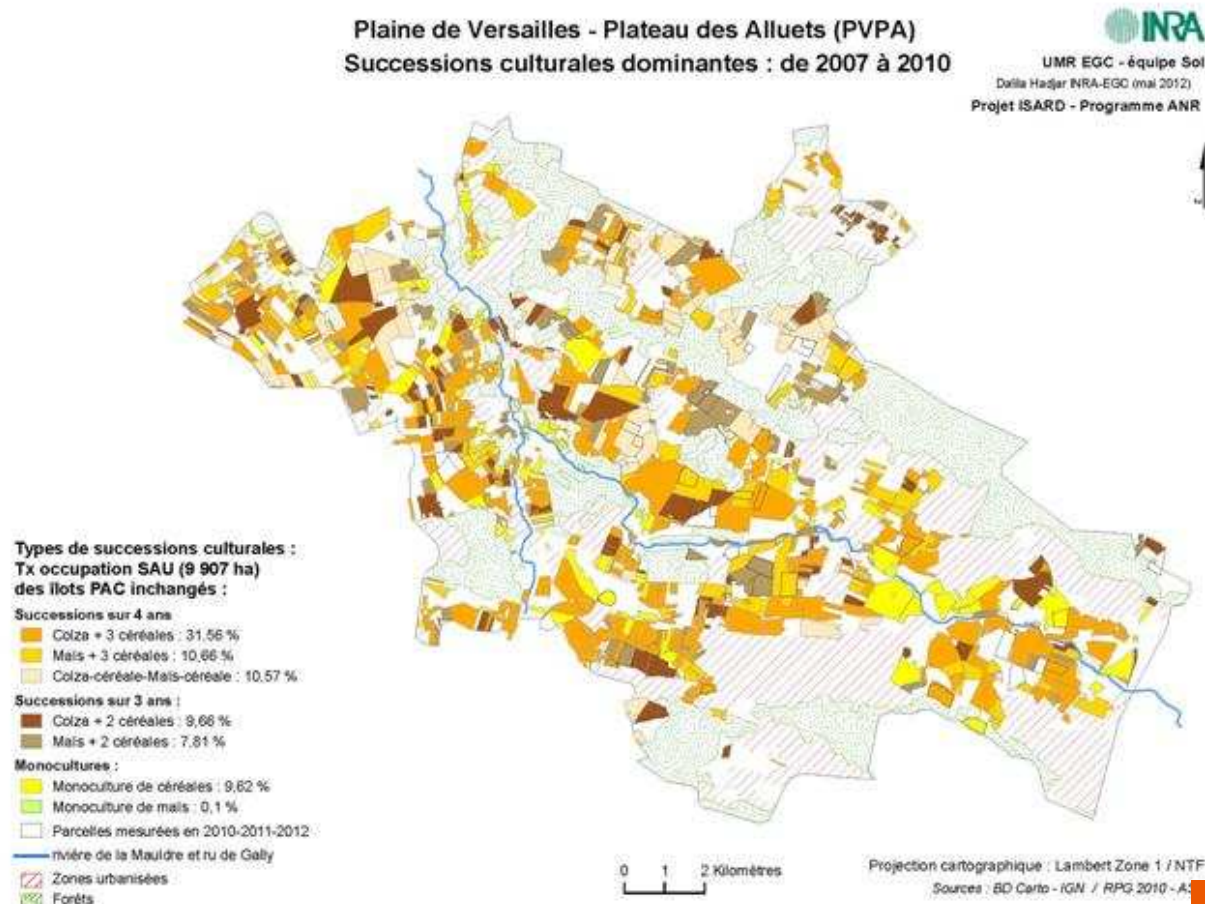 Plaine de Versailles - Plateau des Alluets (PVPA)
Successions culturales dominantes : de 2007 à 2010
INRA
UMR EGC - équipe Sol
Dalila Hadjar INRA-EGC (mai 2012)
Projet ISARD - Programme ANR
Types de successions culturales :
Tx occupation SAU (9 907 ha)
des îlots PAC inchangés :
Successions sur 4 ans
Colza + 3 céréales : 31,56 %
Maïs + 3 céréales : 10,66 %
Colza-céréale-Maïs-céréale : 10,57 %
Successions sur 3 ans :
Colza + 2 céréales : 9,66 %
Maïs + 2 céréales : 7,81 %
Monocultures :
Monoculture de céréales : 9,62 %
Monoculture de maïs : 0,1 %
Parcelles mesurées en 2010-2011-2012
rivière de la Mauldre et ru de Gally
Zones urbanisées
Forêts
0 1 2 Kilomètres
Projection cartographique : Lambert Zone 1 / NTF
Sources : BD Carto - IGN / RPG 2010 -